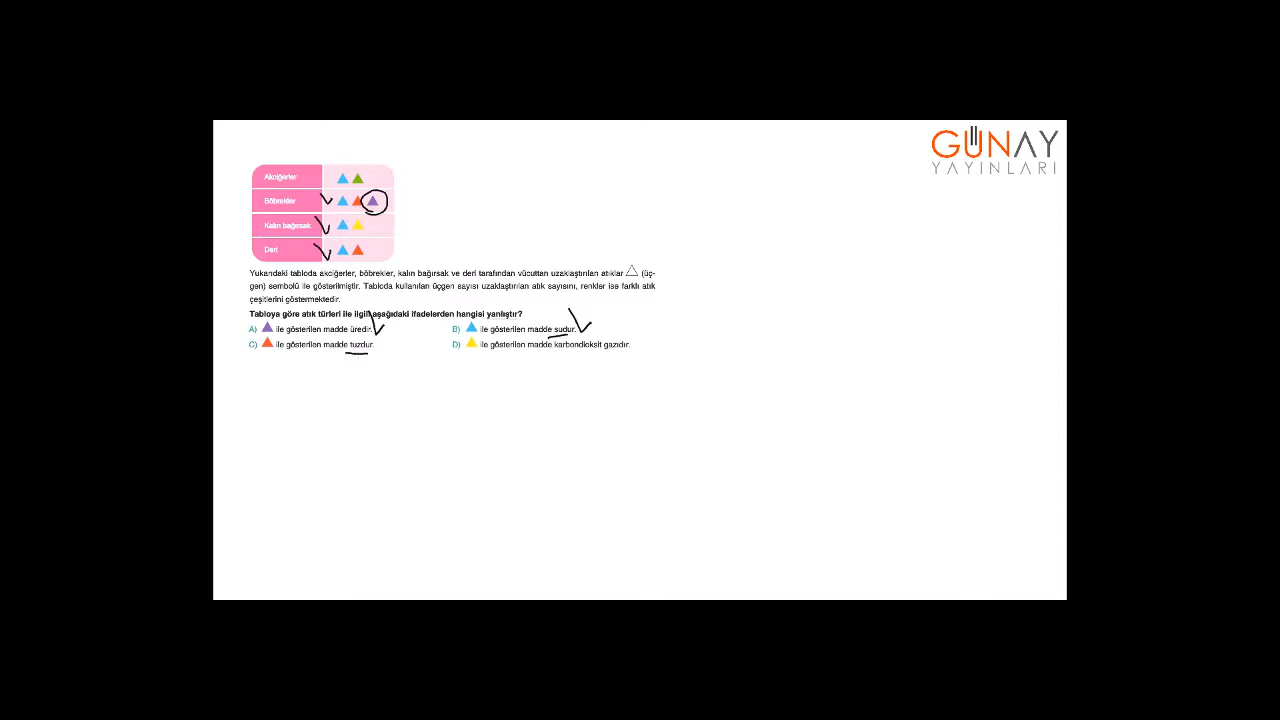 GÜNAY
YAYINLARI
Akciğerler
Böbrekler
Kalın bağırsak
Deri
Yukarıdaki tabloda akciğerler, böbrekler, kalın bağırsak ve deri tarafından vücuttan uzaklaştırılan atıklar △ (üç-
gen) sembolü ile gösterilmiştir. Tabloda kullanılan üçgen sayısı uzaklaştırılan atık sayısını, renkler ise farklı atık
çeşitlerini göstermektedir.
Tabloya göre atık türleri ile ilgili aşağıdaki ifadelerden hangisi yanlıştır?
A) ▲ ile gösterilen madde üredir. B) ▲ ile gösterilen madde sudur.
C) ▲ ile gösterilen madde tuzdur. D) ▲ ile gösterilen madde karbondioksit gazıdır.